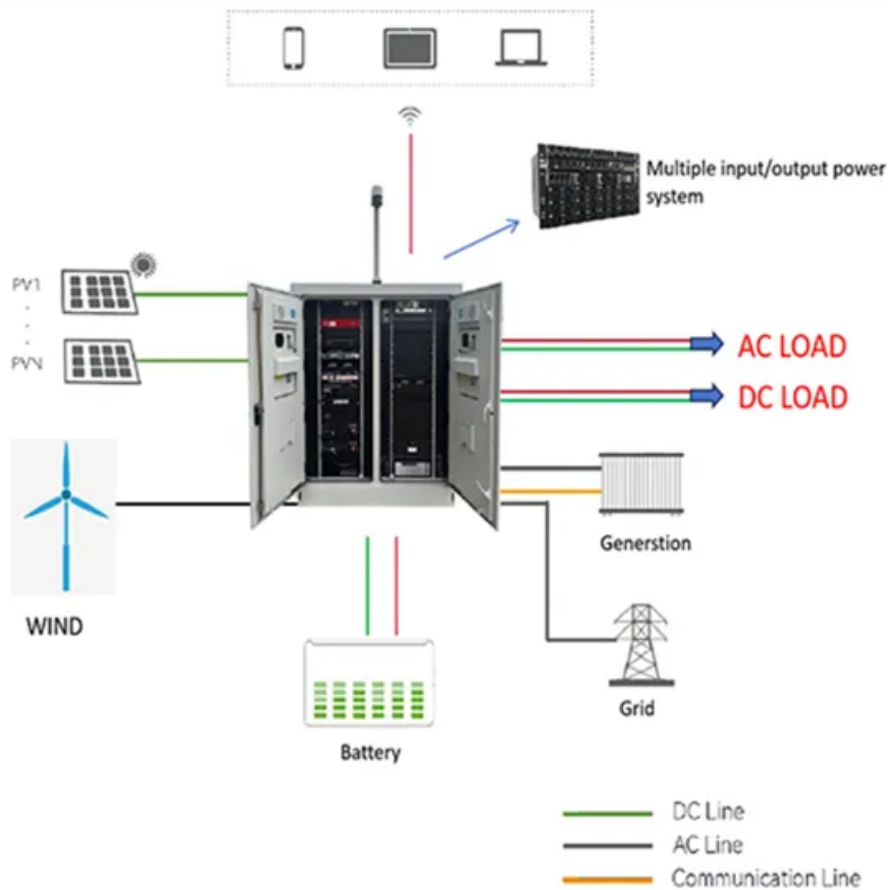 Multiple input/output power
system
PV1
PVN
AC LOAD
DC LOAD
WIND
Generstion
Grid
Battery
DC Line
AC Line
Communication Line